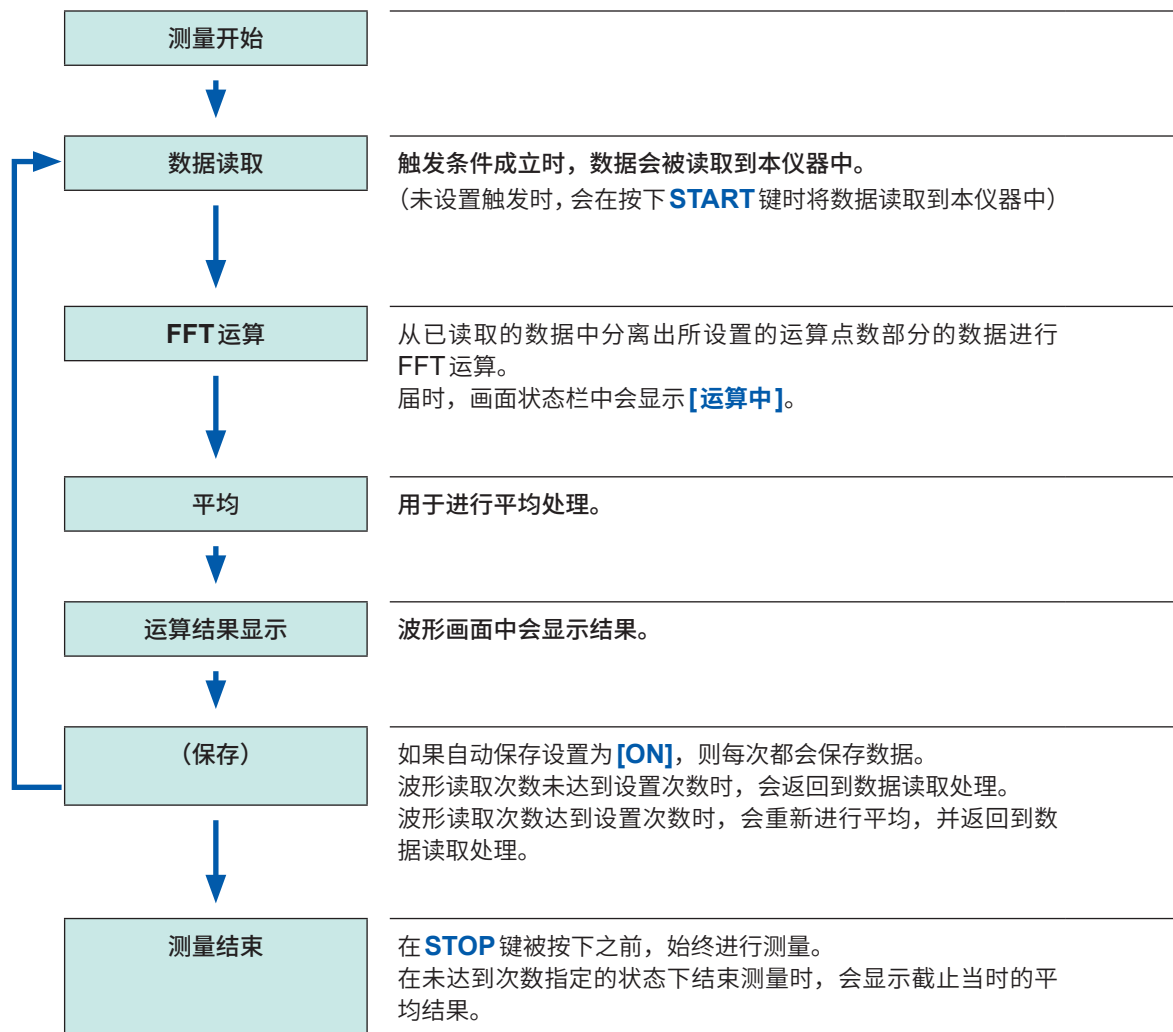 测量开始
数据读取
触发条件成立时，数据会被读取到本仪器中。
（未设置触发时，会在按下START键时将数据读取到本仪器中）
FFT运算
从已读取的数据中分离出所设置的运算点数部分的数据进行
FFT运算。
届时，画面状态栏中会显示[运算中]。
平均
用于进行平均处理。
运算结果显示
波形画面中会显示结果。
（保存）
如果自动保存设置为[ON]，则每次都会保存数据。
波形读取次数未达到设置次数时，会返回到数据读取处理。
波形读取次数达到设置次数时，会重新进行平均，并返回到数
据读取处理。
测量结束
在STOP键被按下之前，始终进行测量。
在未达到次数指定的状态下结束测量时，会显示截止当时的平
均结果。